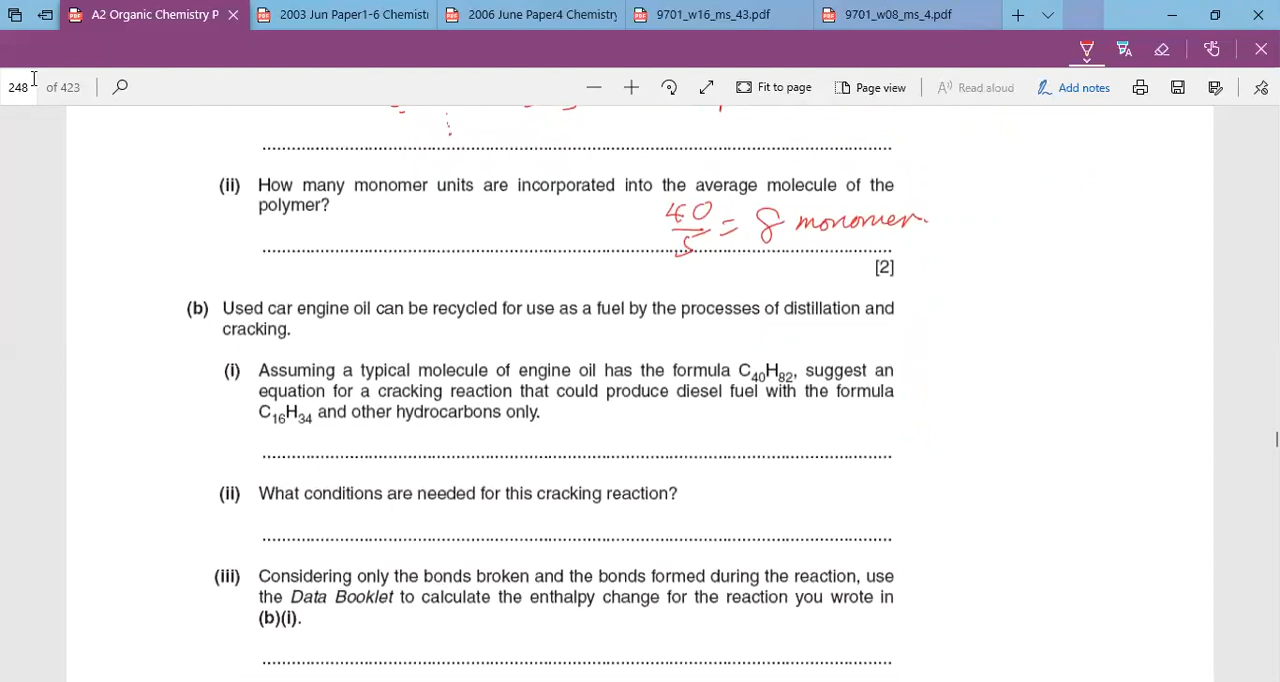 A2 Organic Chemistry P
2003 Jun Paper1-6 Chemistr
2006 June Paper4 Chemistry
9701_w16_ms_43.pdf
9701_w08_ms_4.pdf
248 of 423
Fit to page
Page view
Read aloud
Add notes
(ii) How many monomer units are incorporated into the average molecule of the
polymer?
40/5 = 8 monomer.
[2]
(b) Used car engine oil can be recycled for use as a fuel by the processes of distillation and
cracking.
(i) Assuming a typical molecule of engine oil has the formula C₄₀H₈₂, suggest an
equation for a cracking reaction that could produce diesel fuel with the formula
C₁₆H₃₄ and other hydrocarbons only.
(ii) What conditions are needed for this cracking reaction?
(iii) Considering only the bonds broken and the bonds formed during the reaction, use
the Data Booklet to calculate the enthalpy change for the reaction you wrote in
(b)(i).